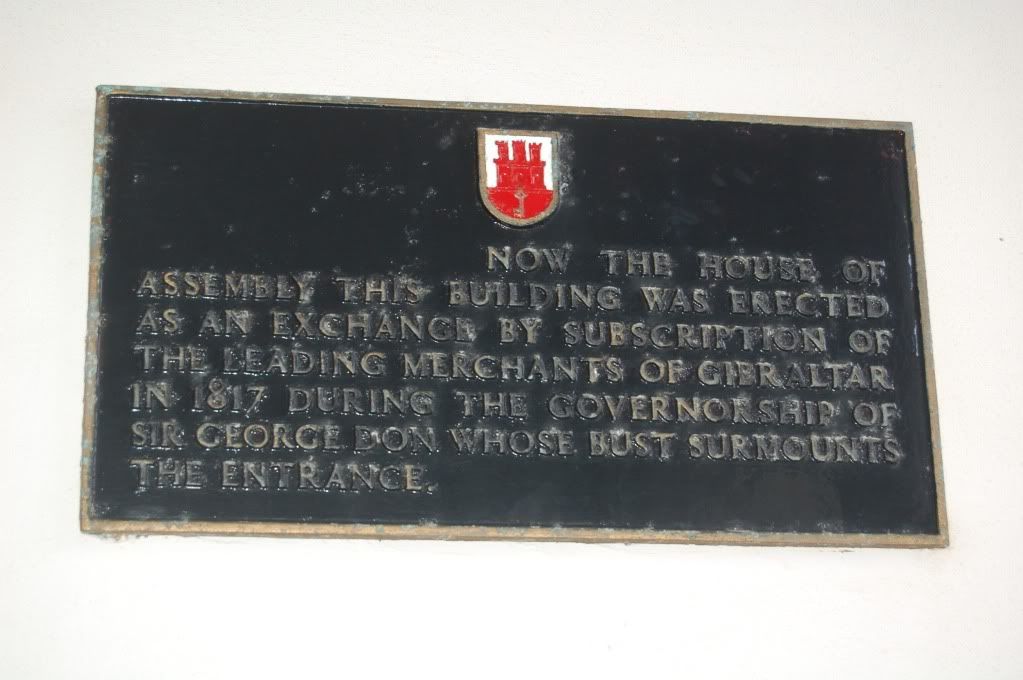 NOW THE HOUSE OF
ASSEMBLY THIS BUILDING WAS ERECTED
AS AN EXCHANGE BY SUBSCRIPTION OF
THE LEADING MERCHANTS OF GIBRALTAR
IN 1817 DURING THE GOVERNORSHIP OF
SIR GEORGE DON WHOSE BUST SURMOUNTS
THE ENTRANCE.